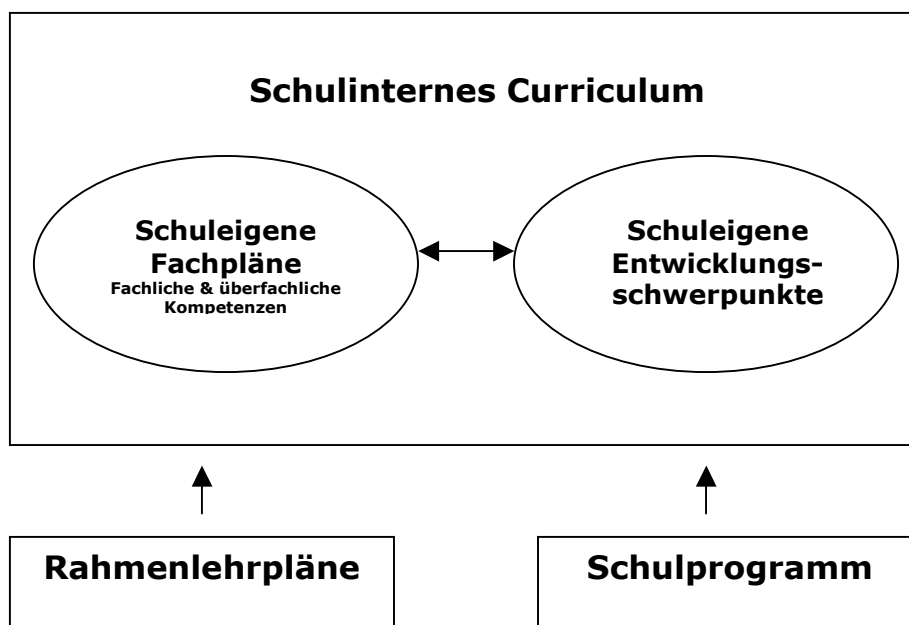 Schulinternes Curriculum
Schuleigene
Fachpläne
Fachliche & überfachliche
Kompetenzen
Schuleigene
Entwicklungs-
schwerpunkte
Rahmenlehrpläne
Schulprogramm